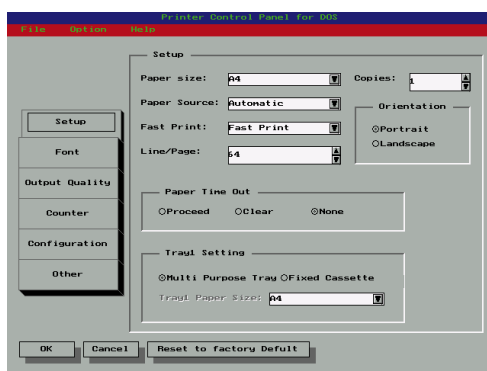 Printer Control Panel for DOS
File Option Help
Setup
Font
Output Quality
Counter
Configuration
Other
Setup
Paper size: A4
Copies: 1
Paper Source: Automatic
Fast Print: Fast Print
Line/Page: 64
Orientation
Portrait
Landscape
Paper Time Out
Proceed Clear None
Tray1 Setting
Multi Purpose Tray Fixed Cassette
Tray1 Paper Size: A4
OK Cancel Reset to factory Defult